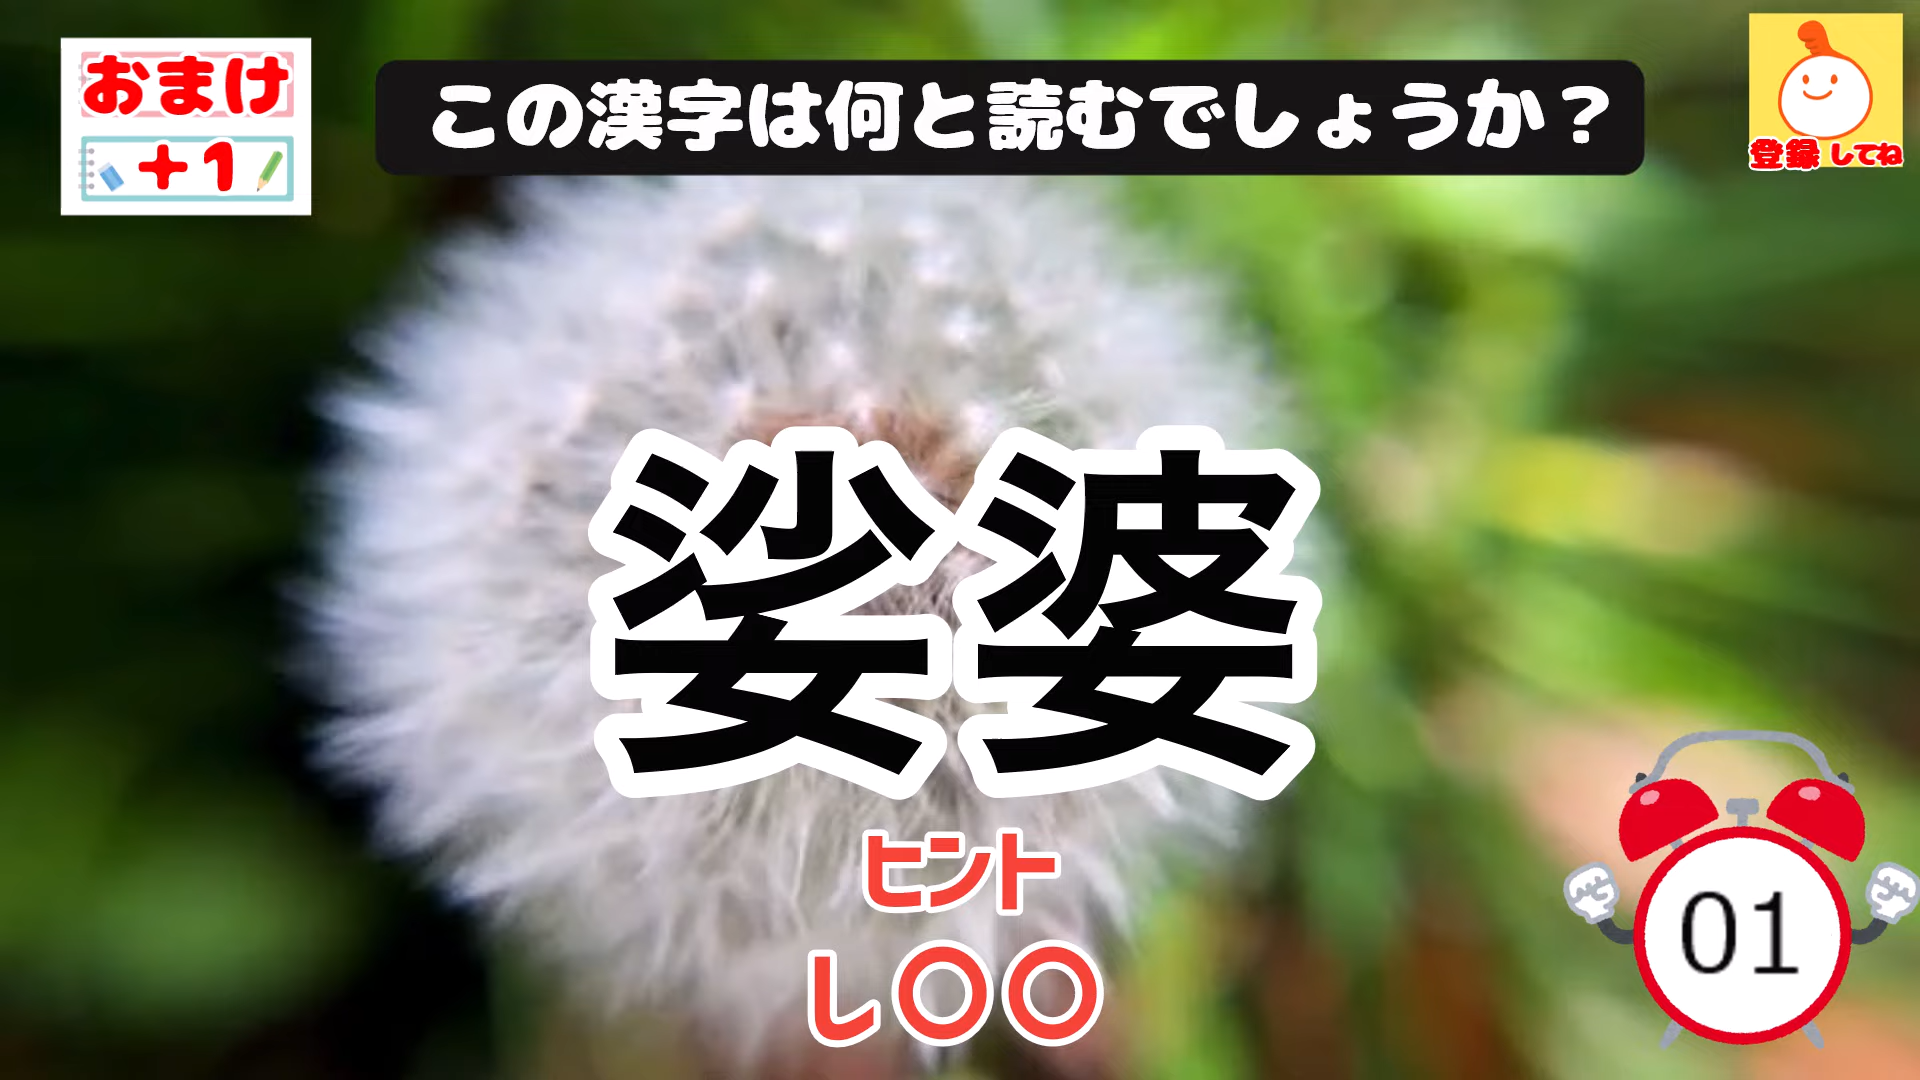 おまけ
+1
この漢字は何と読むでしょうか？
登録してね
娑婆
ヒント
し〇〇
01